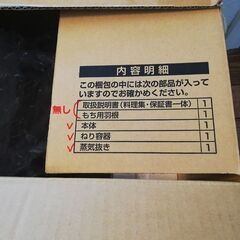 内容明細
この梱包の中には次の部品が入って
いますのでお確かめください。
無し
取扱説明書(料理集・保証書一体) 1
もち用羽根 1
✓ 本体 1
✓ ねり容器 1
✓ 蒸気抜き 1